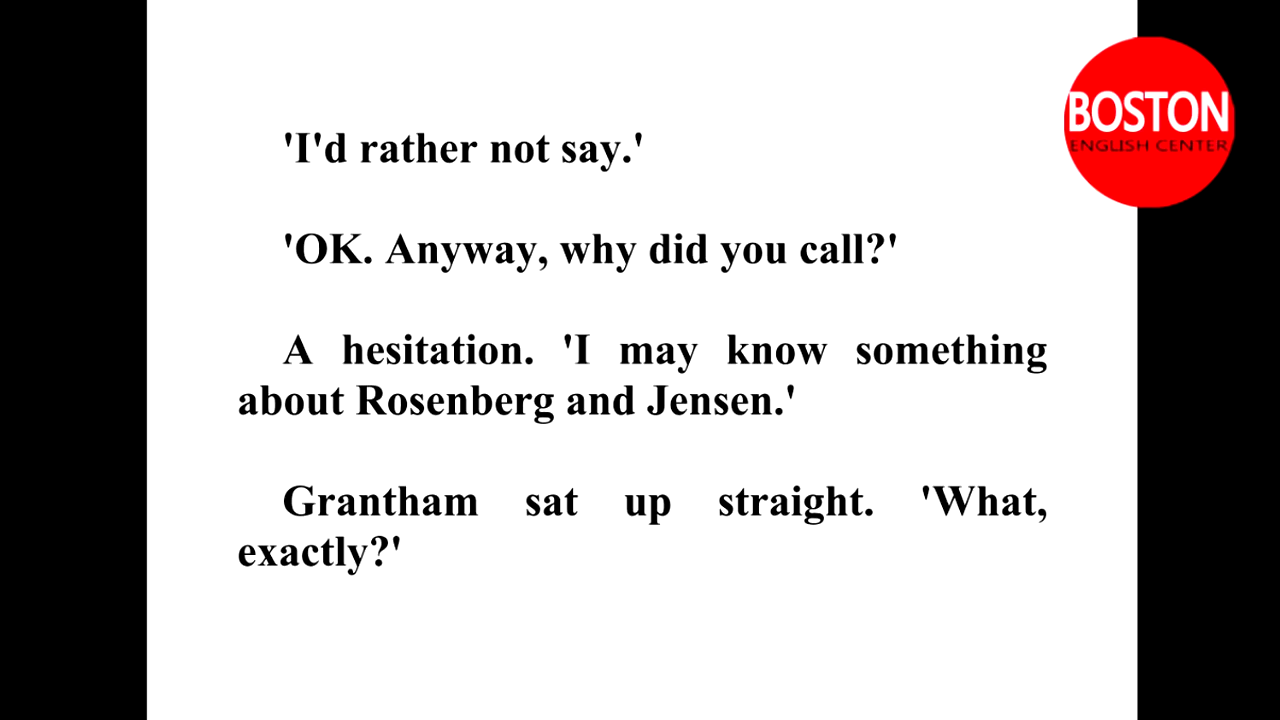 BOSTON
ENGLISH CENTER
'I'd rather not say.'
'OK. Anyway, why did you call?'
A hesitation. 'I may know something
about Rosenberg and Jensen.'
Grantham sat up straight. 'What,
exactly?'